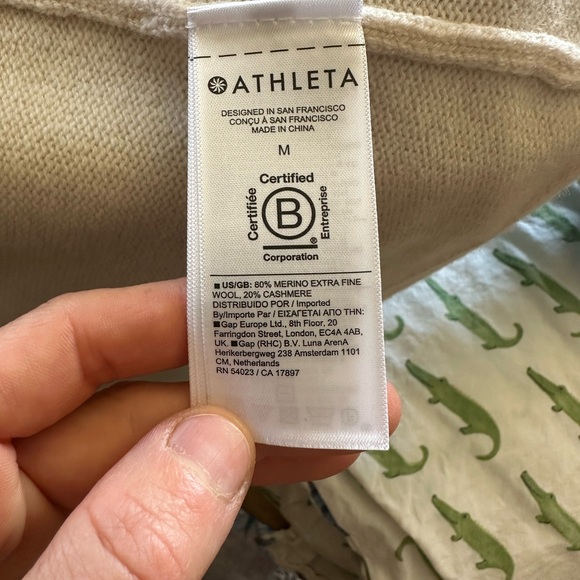 ATHLETA
DESIGNED IN SAN FRANCISCO
CONÇU À SAN FRANCISCO
MADE IN CHINA
M
Certified
Certifiée
B
Entreprise
®
Corporation
■ US/GB: 80% MERINO EXTRA FINE
WOOL, 20% CASHMERE
DISTRIBUIDO POR / Imported
By/Importe Par / ΕΙΣΑΓΕΤΑΙ ΑΠΟ ΤΗΝ:
■Gap Europe Ltd., 8th Floor, 20
Farringdon Street, London, EC4A 4AB,
UK. ■Gap (RHC) B.V. Luna ArenA
Herikerbergweg 238 Amsterdam 1101
CM, Netherlands
RN 54023 / CA 17897